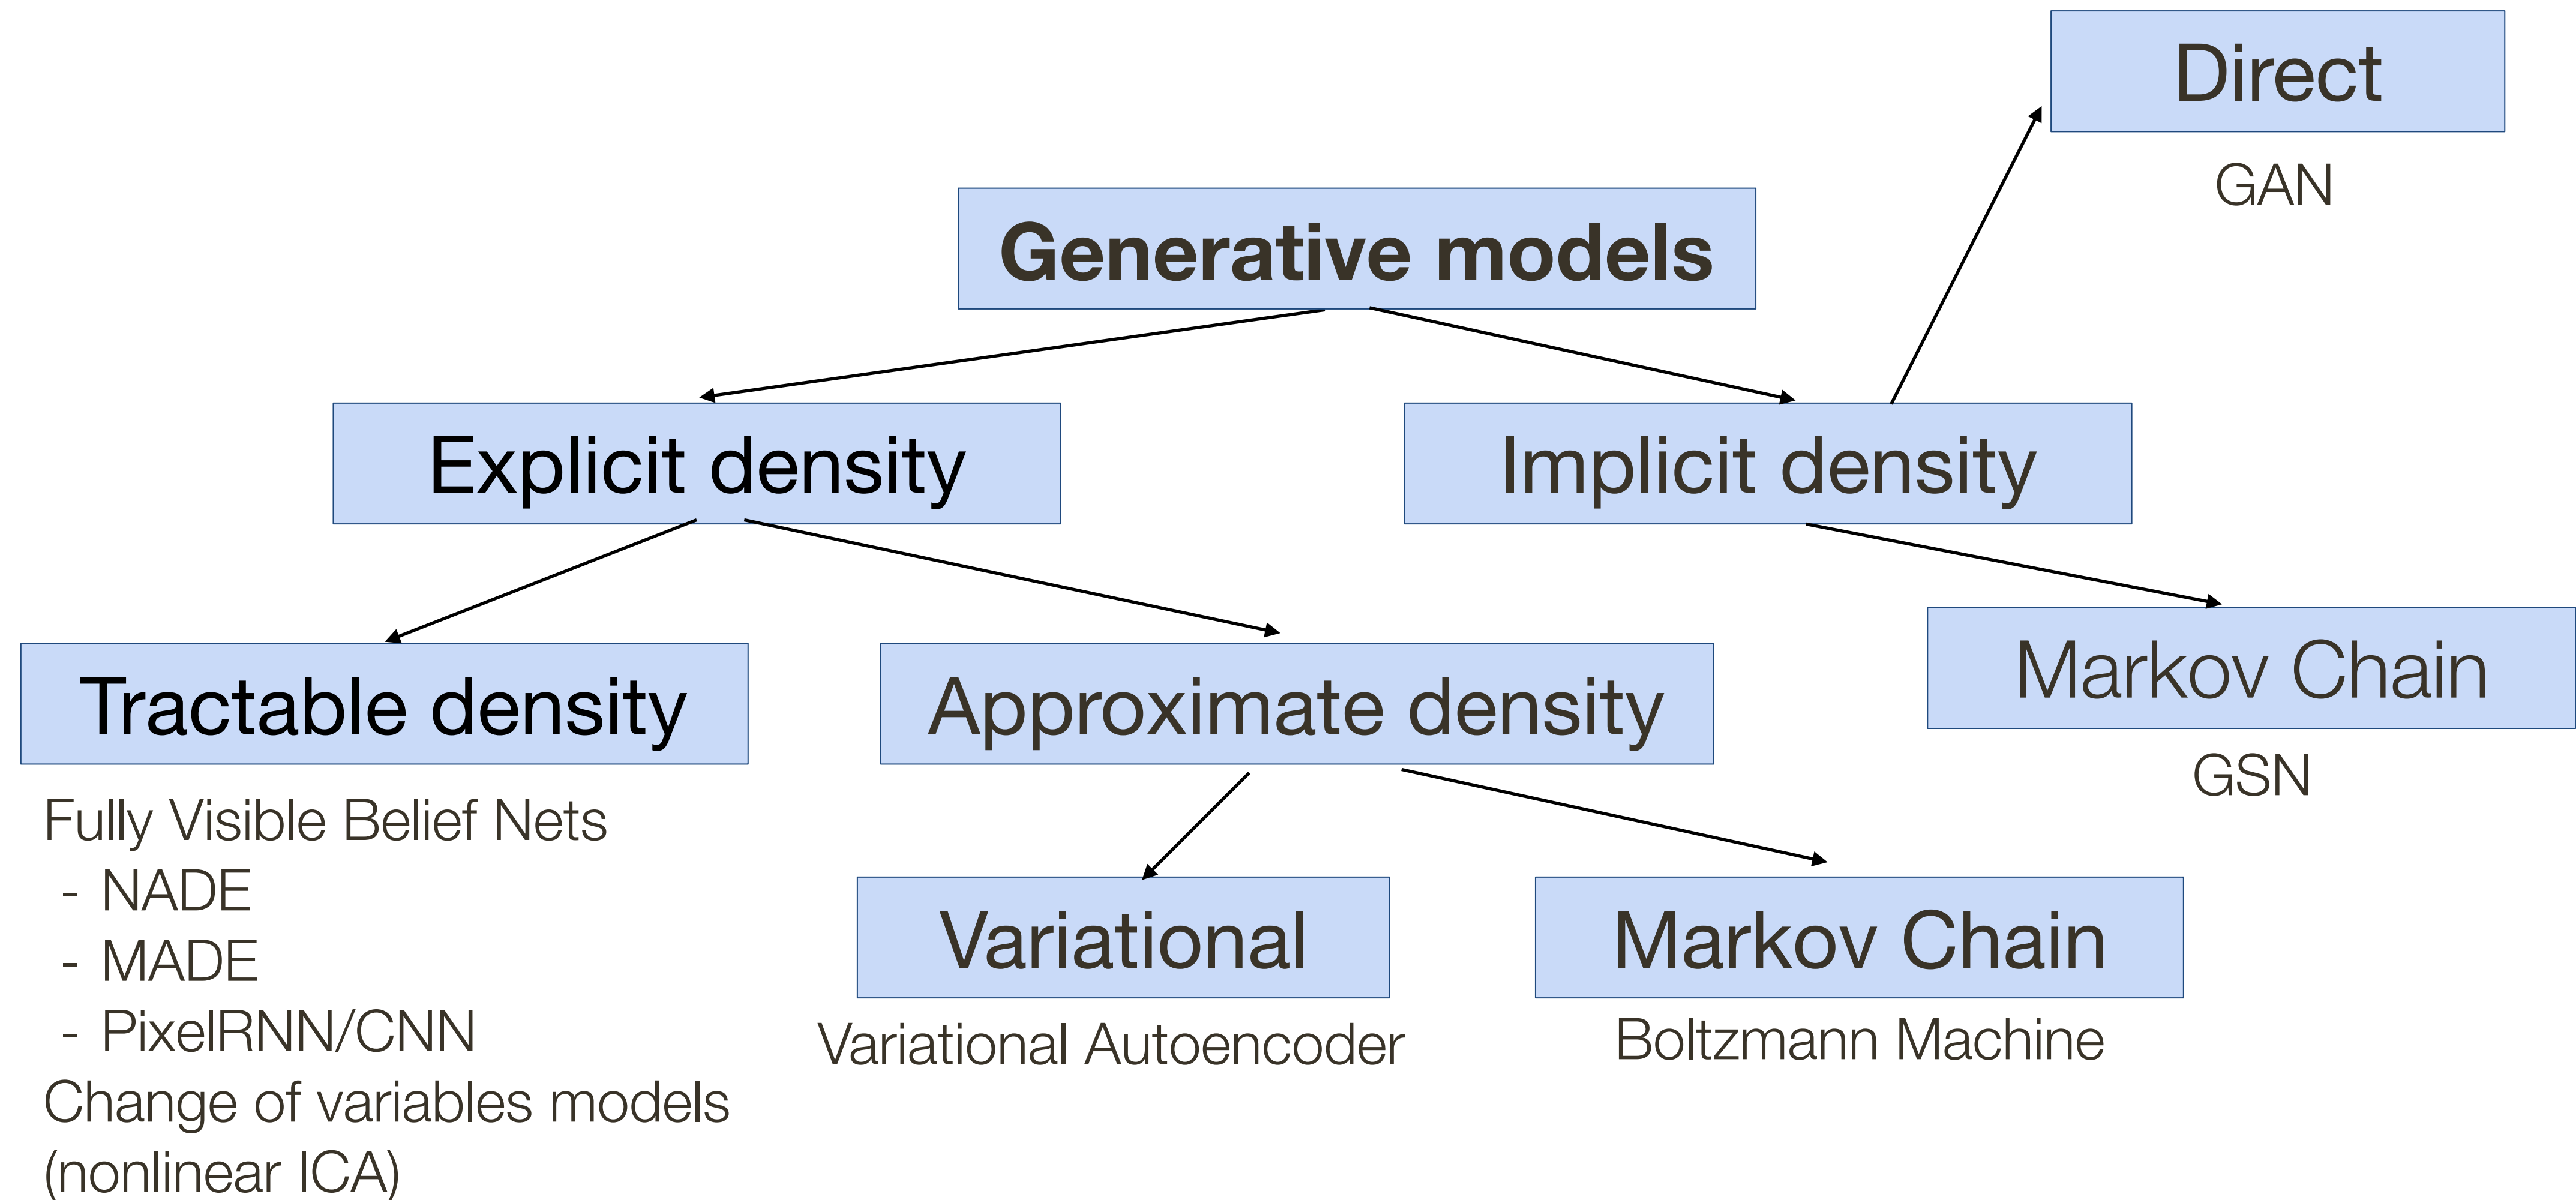 Direct
GAN
Generative models
Explicit density
Implicit density
Tractable density
Approximate density
Markov Chain
GSN
Fully Visible Belief Nets
- NADE
- MADE
- PixelRNN/CNN
Change of variables models
(nonlinear ICA)
Variational
Variational Autoencoder
Markov Chain
Boltzmann Machine